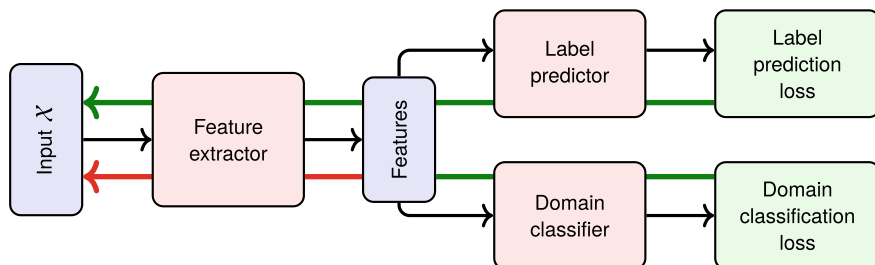 Input 𝒳
Feature
extractor
Features
Label
predictor
Label
prediction
loss
Domain
classifier
Domain
classification
loss